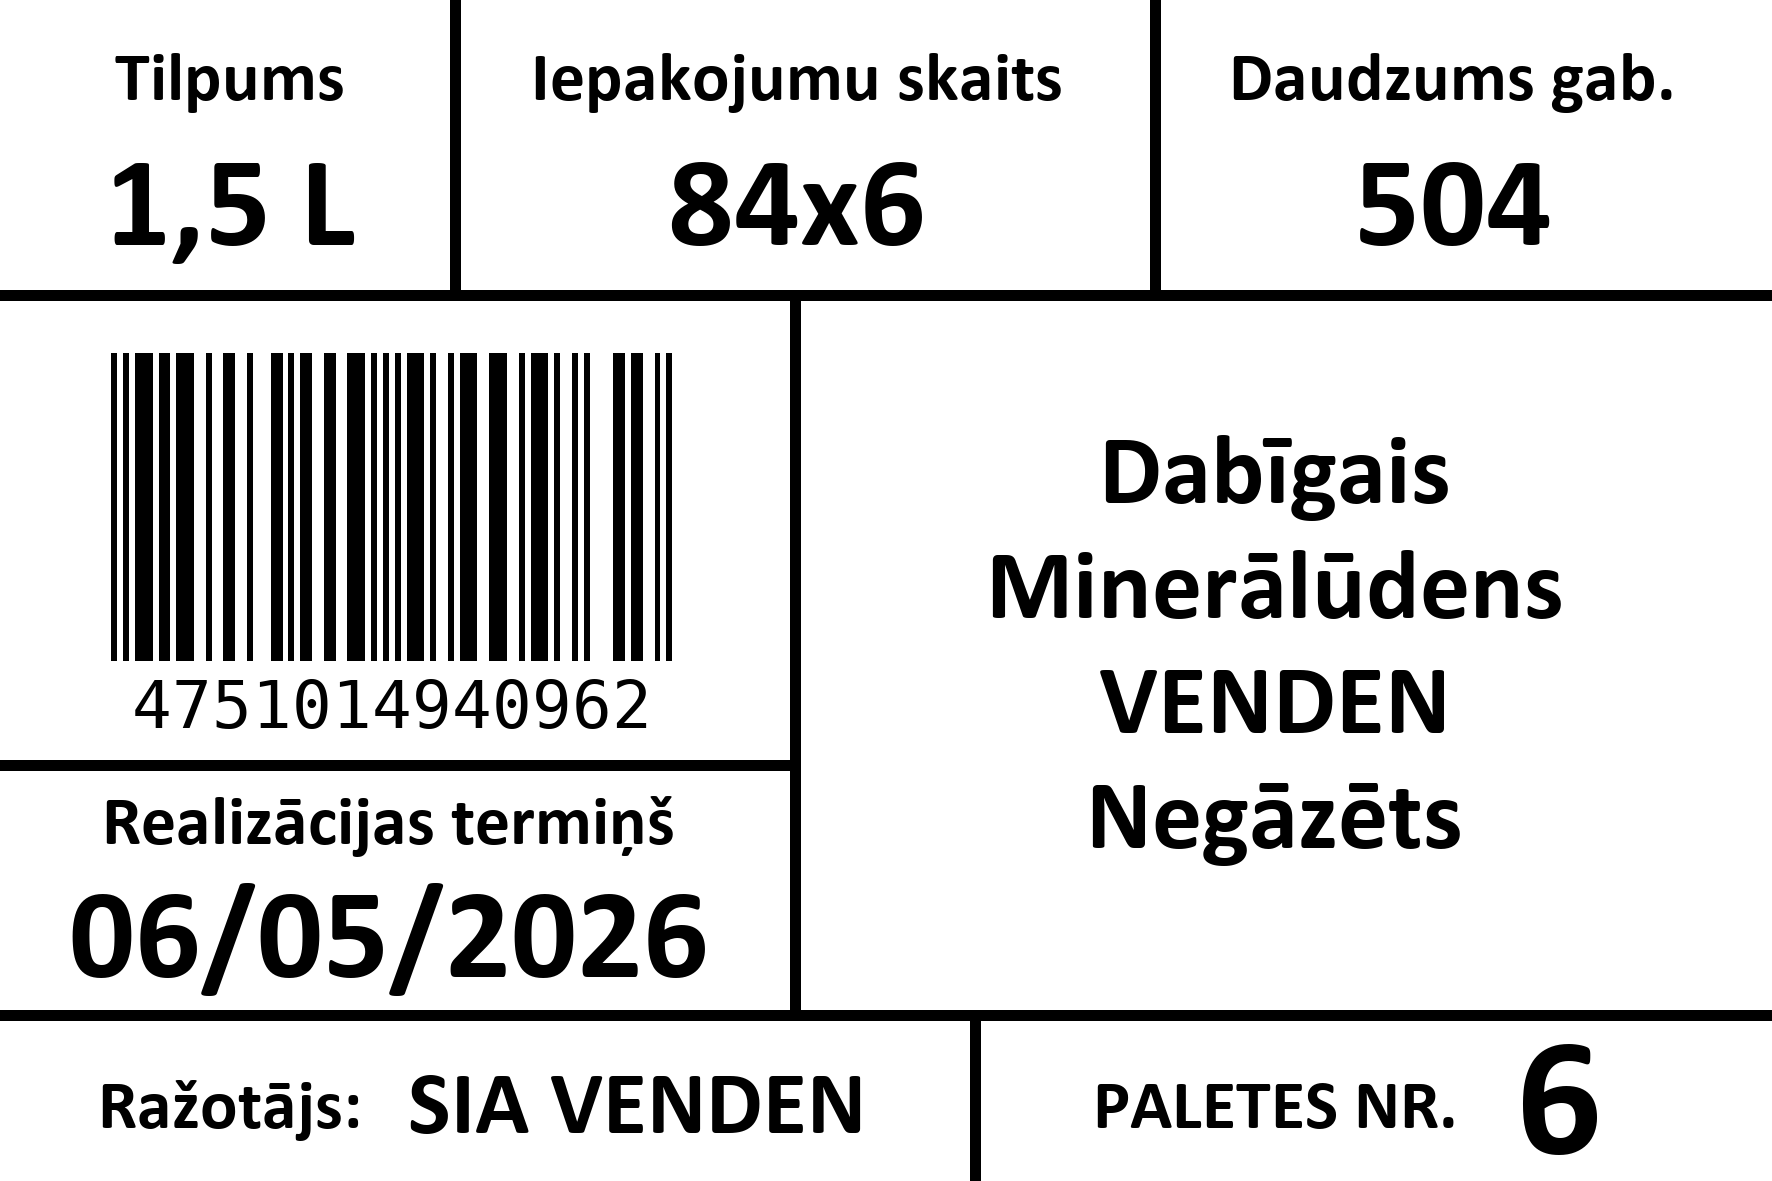 Tilpums
1,5 L
Iepakojumu skaits
84x6
Daudzums gab.
504
4751014940962
Dabīgais
Minerālūdens
VENDEN
Negāzēts
Realizācijas termiņš
06/05/2026
Ražotājs: SIA VENDEN
PALETES NR. 6